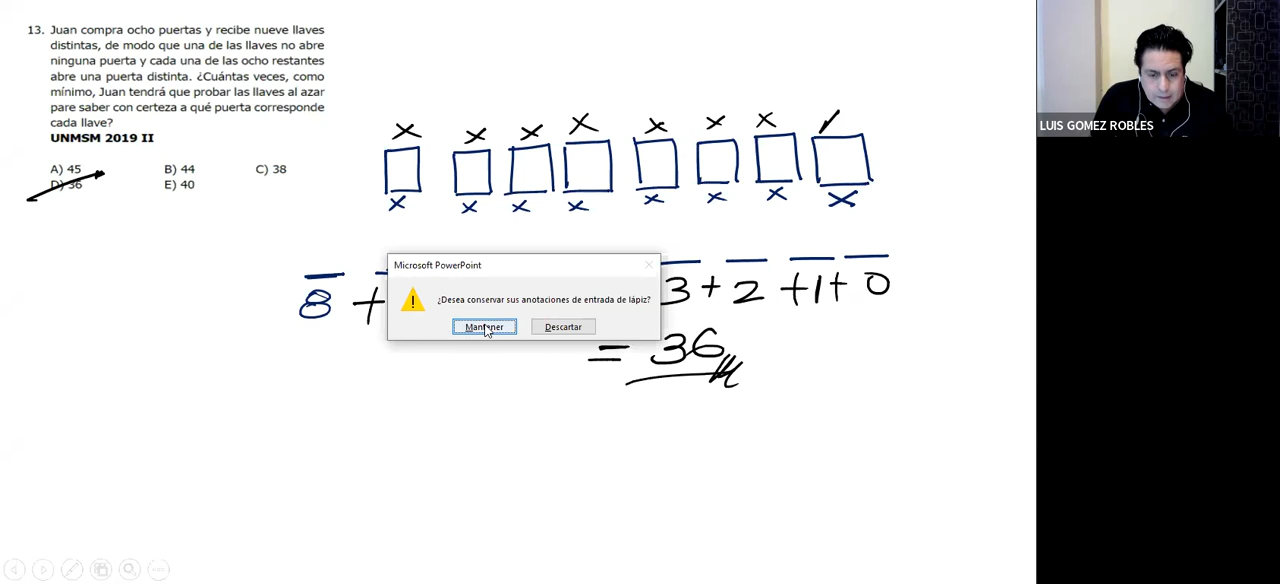 13. Juan compra ocho puertas y recibe nueve llaves
distintas, de modo que una de las llaves no abre
ninguna puerta y cada una de las ocho restantes
abre una puerta distinta. ¿Cuántas veces, como
mínimo, Juan tendrá que probar las llaves al azar
pare saber con certeza a qué puerta corresponde
cada llave?
UNMSM 2019 II
A) 45 B) 44 C) 38
D) 36 E) 40
x x x x x x x ✓
x x x x x x x x
8 + 3 + 2 + 1 + 0
= 36
Microsoft PowerPoint
¿Desea conservar sus anotaciones de entrada de lápiz?
Mantener Descartar
LUIS GOMEZ ROBLES